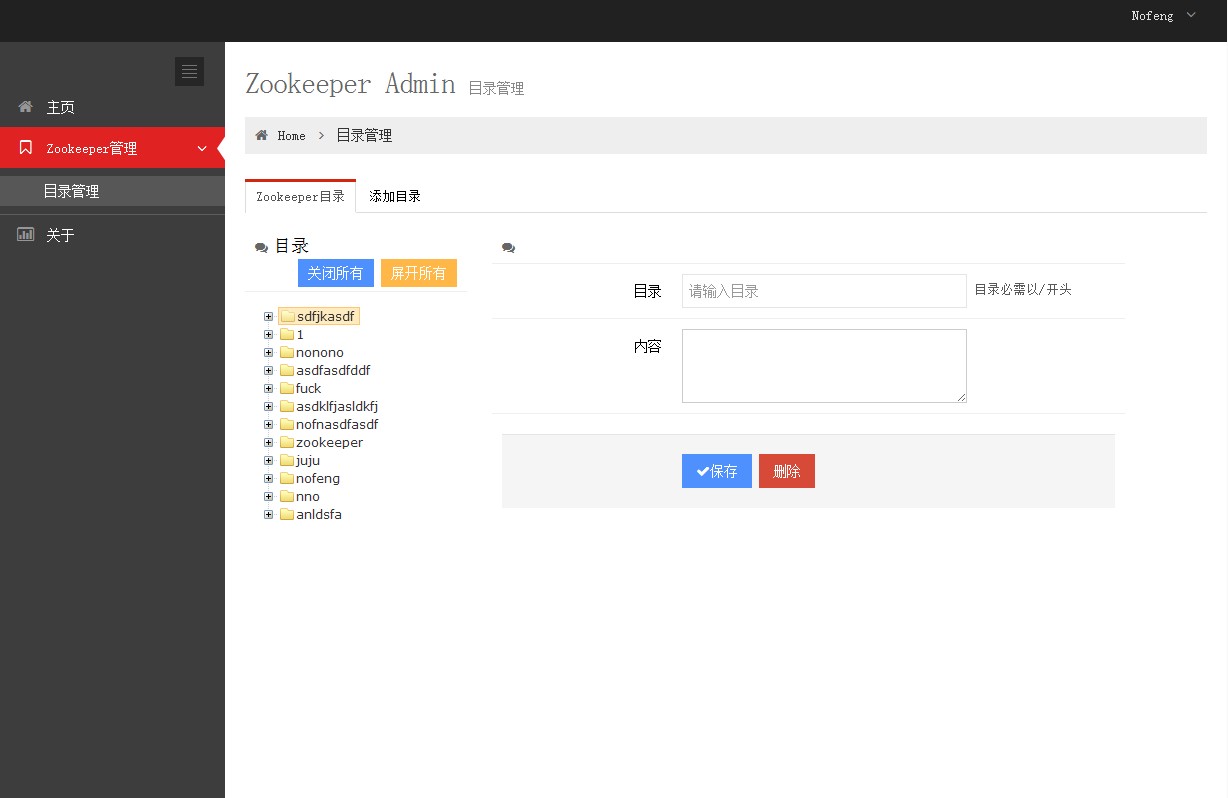 Nofeng
主页
Zookeeper管理
目录管理
关于
Zookeeper Admin 目录管理
Home > 目录管理
Zookeeper目录 添加目录
目录
关闭所有 屏开所有
sdfjkasdf
1
nonono
asdfasdfddf
fuck
asdklfjasldkfj
nofnasdfasdf
zookeeper
juju
nofeng
nno
anldsfa
目录 请输入目录 目录必需以/开头
内容
保存 删除